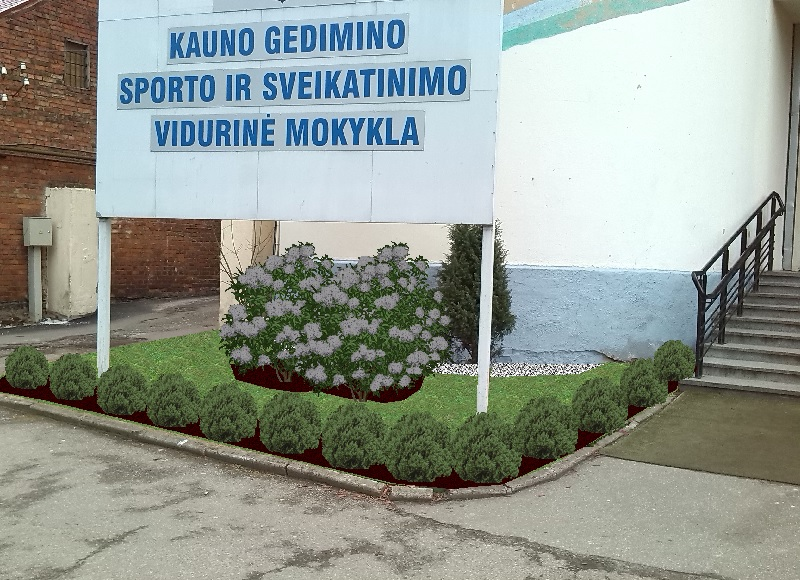 KAUNO GEDIMINO
SPORTO IR SVEIKATINIMO
VIDURINĖ MOKYKLA